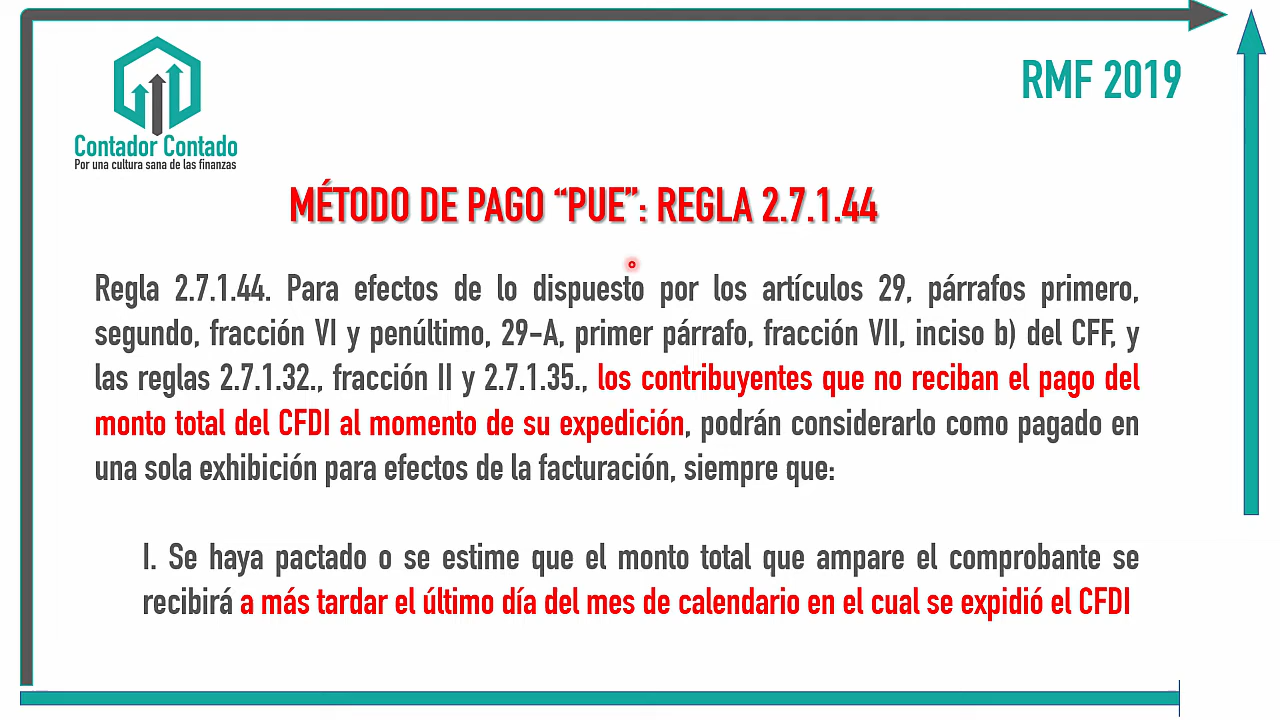 RMF 2019
Contador Contado
Por una cultura sana de las finanzas
MÉTODO DE PAGO “PUE”: REGLA 2.7.1.44
Regla 2.7.1.44. Para efectos de lo dispuesto por los artículos 29, párrafos primero,
segundo, fracción VI y penúltimo, 29-A, primer párrafo, fracción VII, inciso b) del CFF, y
las reglas 2.7.1.32., fracción II y 2.7.1.35., los contribuyentes que no reciban el pago del
monto total del CFDI al momento de su expedición, podrán considerarlo como pagado en
una sola exhibición para efectos de la facturación, siempre que:
I. Se haya pactado o se estime que el monto total que ampare el comprobante se
recibirá a más tardar el último día del mes de calendario en el cual se expidió el CFDI